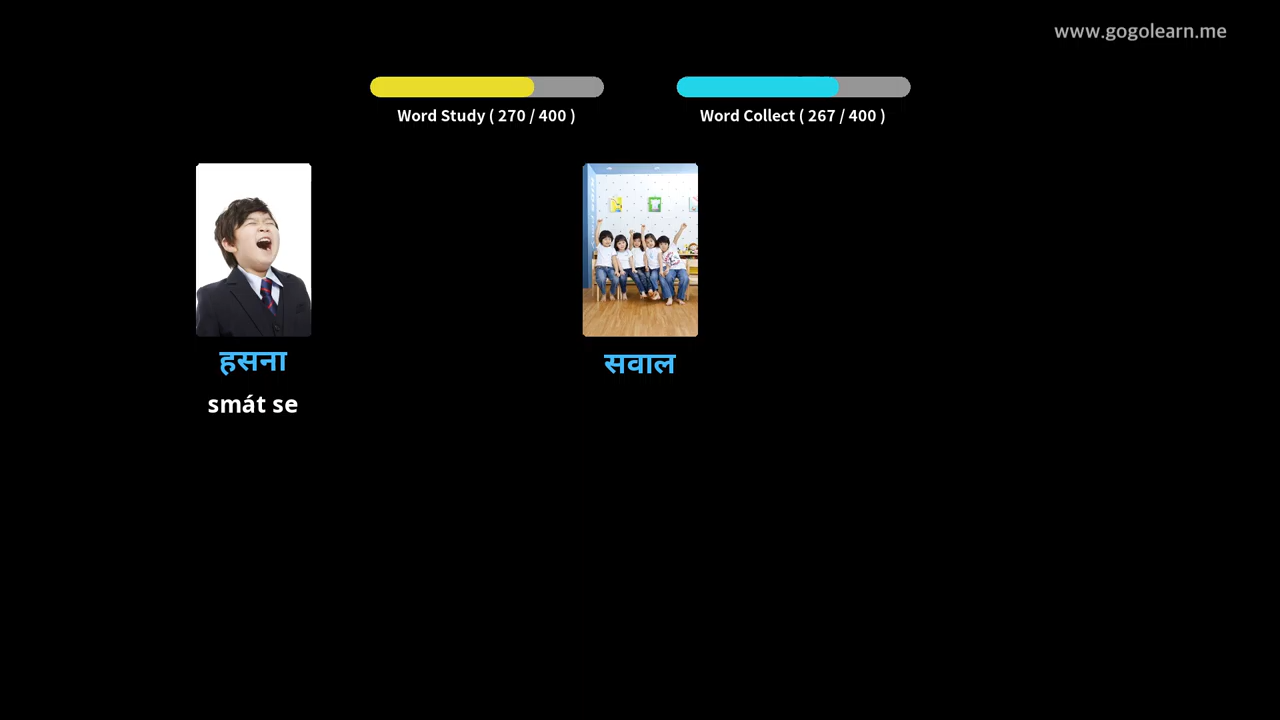 www.gogolearn.me
Word Study ( 270 / 400 )
Word Collect ( 267 / 400 )
हसना
सवाल
smát se